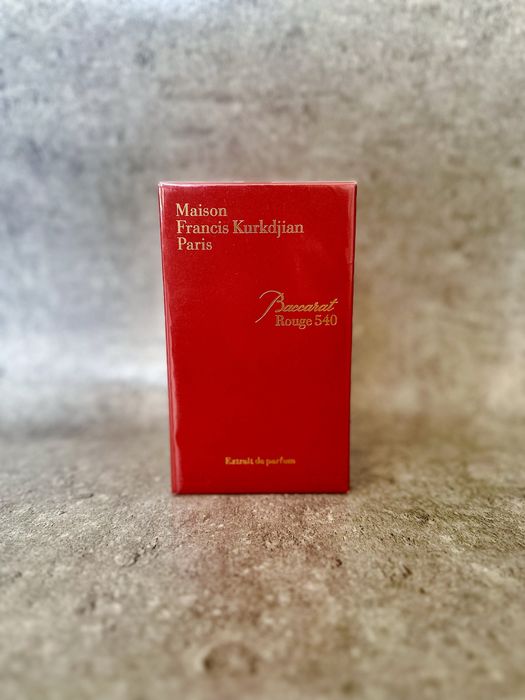 Maison
Francis Kurkdjian
Paris
Baccarat
Rouge 540
Extrait de parfum